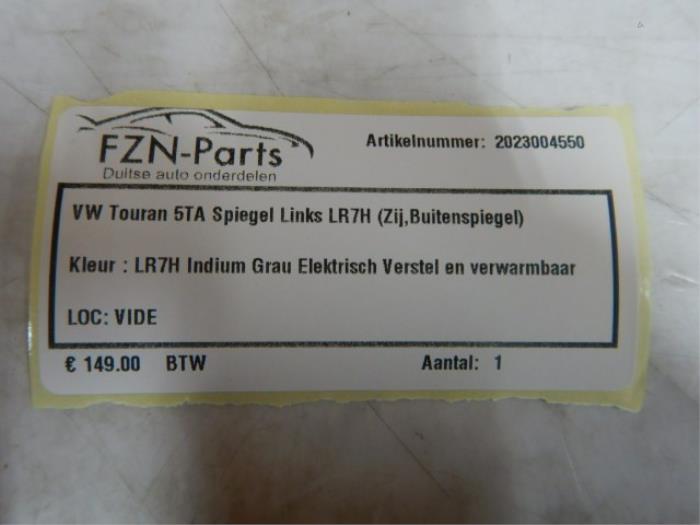 FZN-Parts
Duitse auto onderdelen
Artikelnummer: 2023004550
VW Touran 5TA Spiegel Links LR7H (Zij,Buitenspiegel)
Kleur : LR7H Indium Grau Elektrisch Verstel en verwarmbaar
LOC: VIDE
€ 149.00 BTW Aantal: 1